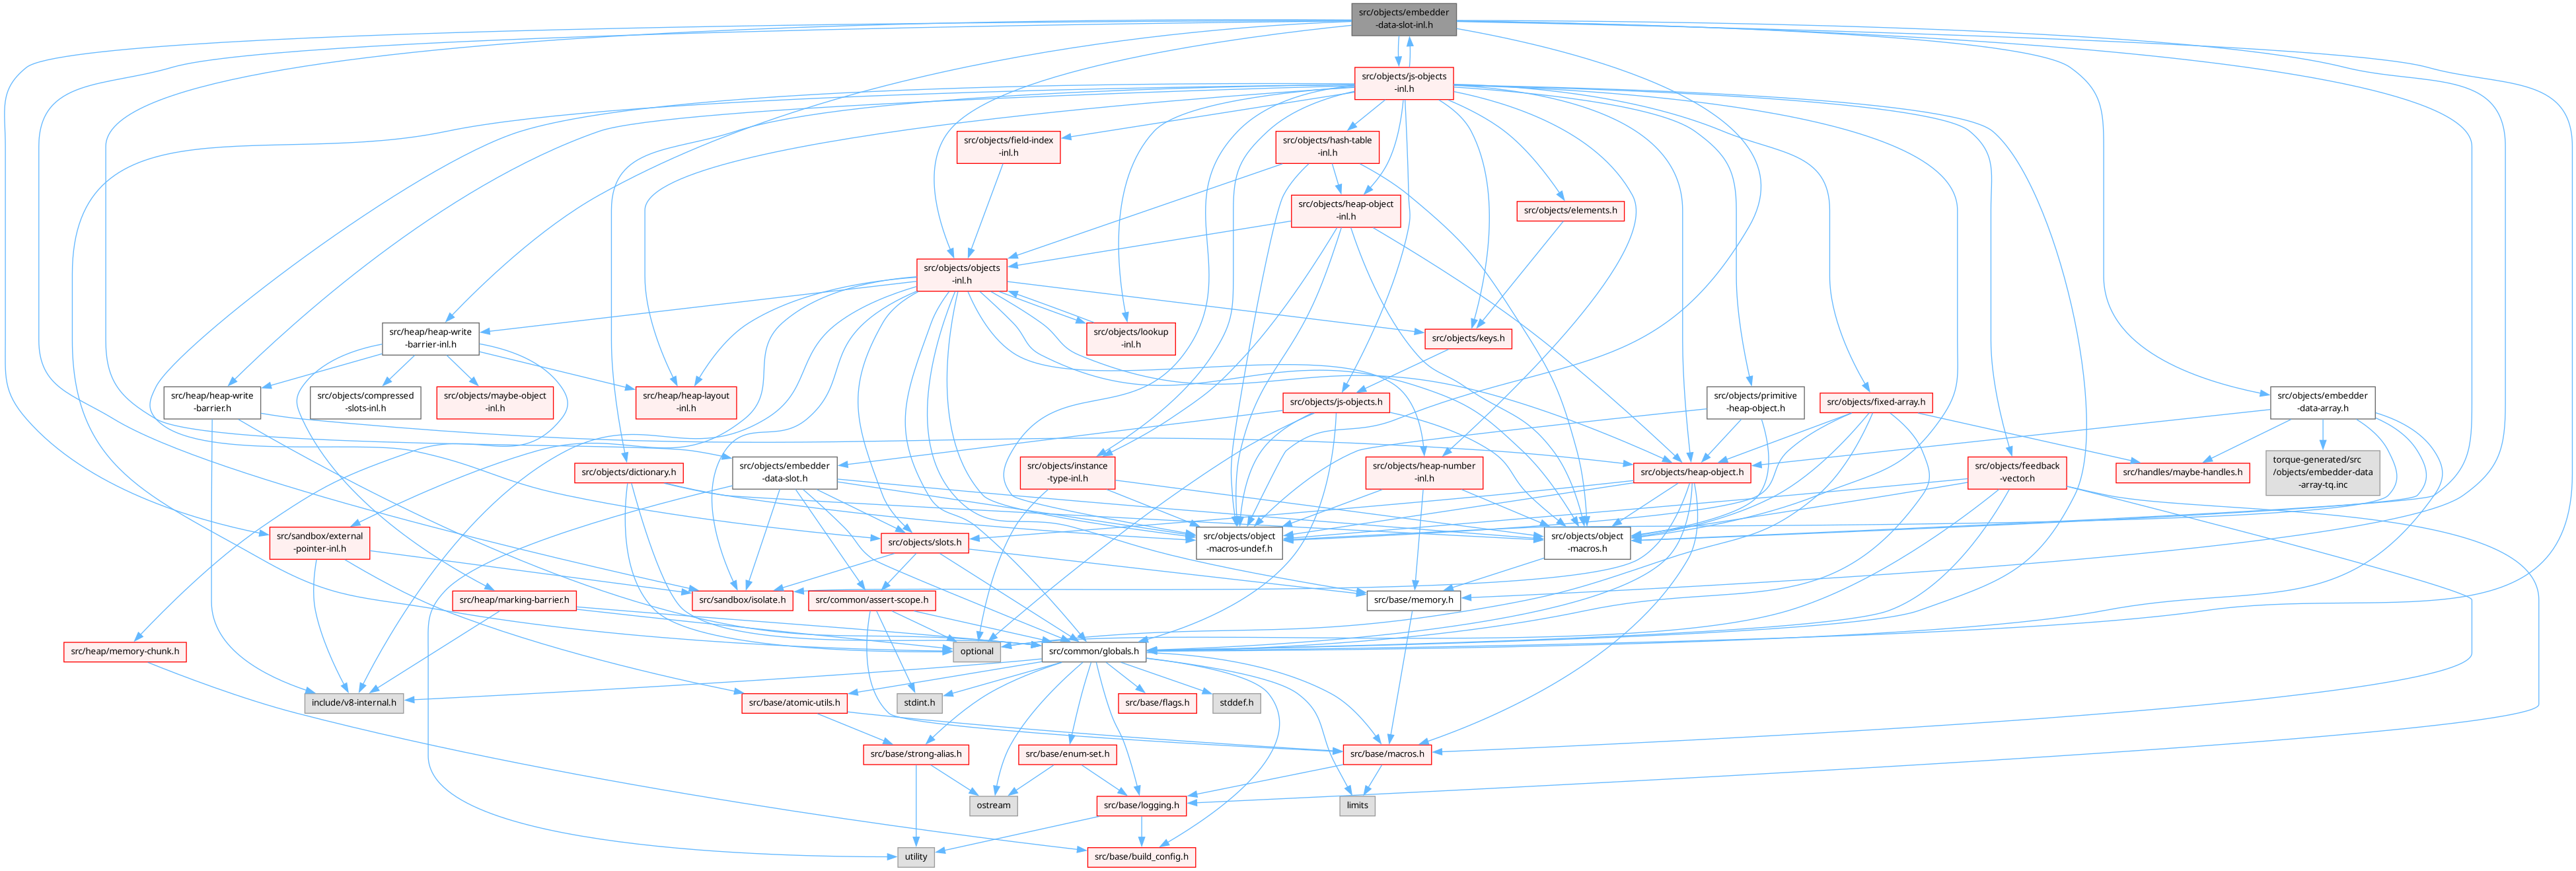 src/objects/embedder
-data-slot-inl.h
src/objects/js-objects
-inl.h
src/objects/field-index
-inl.h
src/objects/hash-table
-inl.h
src/objects/heap-object
-inl.h
src/objects/elements.h
src/objects/objects
-inl.h
src/heap/heap-write
-barrier-inl.h
src/objects/lookup
-inl.h
src/objects/keys.h
src/heap/heap-write
-barrier.h
src/objects/compressed
-slots-inl.h
src/objects/maybe-object
-inl.h
src/heap/heap-layout
-inl.h
src/objects/js-objects.h
src/objects/primitive
-heap-object.h
src/objects/fixed-array.h
src/objects/embedder
-data-array.h
src/objects/dictionary.h
src/objects/embedder
-data-slot.h
src/objects/instance
-type-inl.h
src/objects/heap-number
-inl.h
src/objects/heap-object.h
src/objects/feedback
-vector.h
src/handles/maybe-handles.h
torque-generated/src
/objects/embedder-data
-array-tq.inc
src/sandbox/external
-pointer-inl.h
src/objects/slots.h
src/objects/object
-macros-undef.h
src/objects/object
-macros.h
src/heap/marking-barrier.h
src/sandbox/isolate.h
src/common/assert-scope.h
src/base/memory.h
src/heap/memory-chunk.h
optional
src/common/globals.h
include/v8-internal.h
src/base/atomic-utils.h
stdint.h
src/base/flags.h
stddef.h
src/base/strong-alias.h
src/base/enum-set.h
src/base/macros.h
ostream
src/base/logging.h
limits
utility
src/base/build_config.h